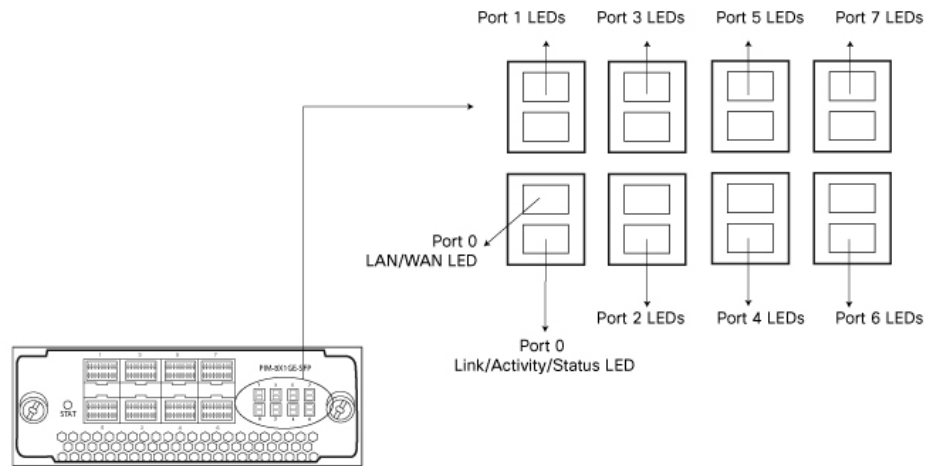 Port 1 LEDs
Port 3 LEDs
Port 5 LEDs
Port 7 LEDs
Port 0
LAN/WAN LED
Port 2 LEDs
Port 4 LEDs
Port 6 LEDs
Port 0
Link/Activity/Status LED
PIM-8X1GE-SFP
STAT